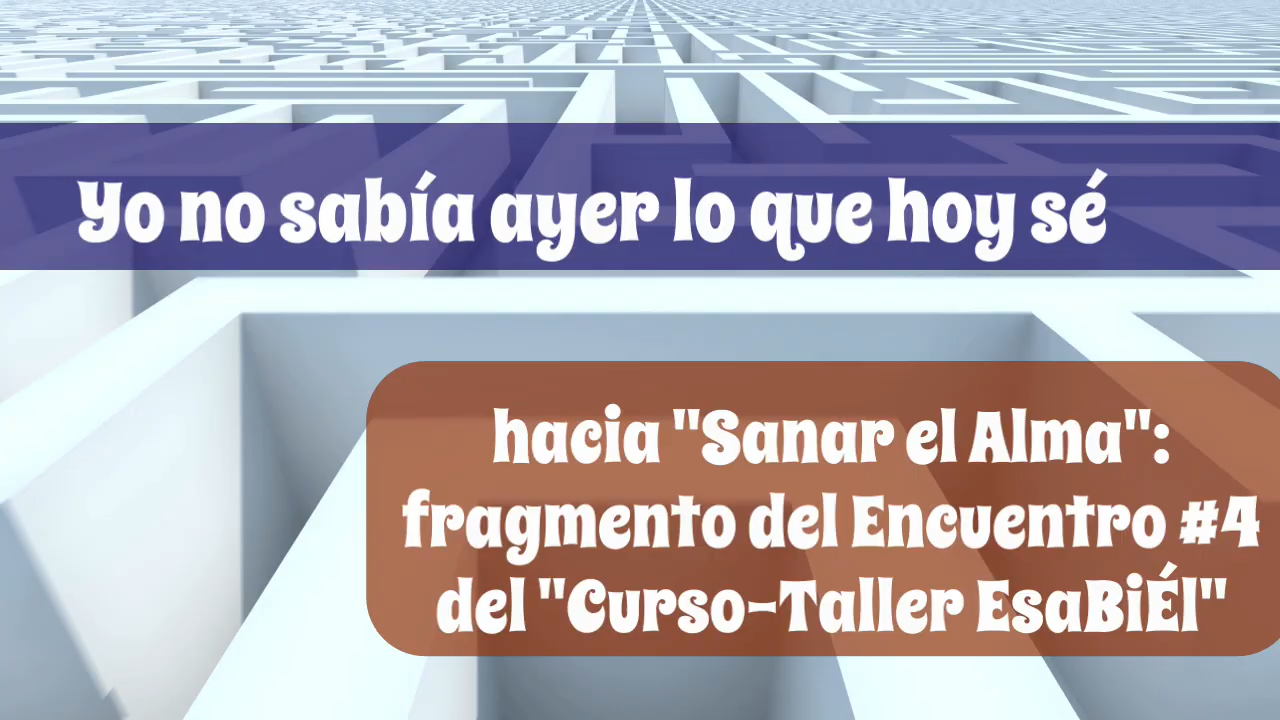 Yo no sabía ayer lo que hoy sé
hacia "Sanar el Alma":
fragmento del Encuentro #4
del "Curso-Taller EsaBiÉl"